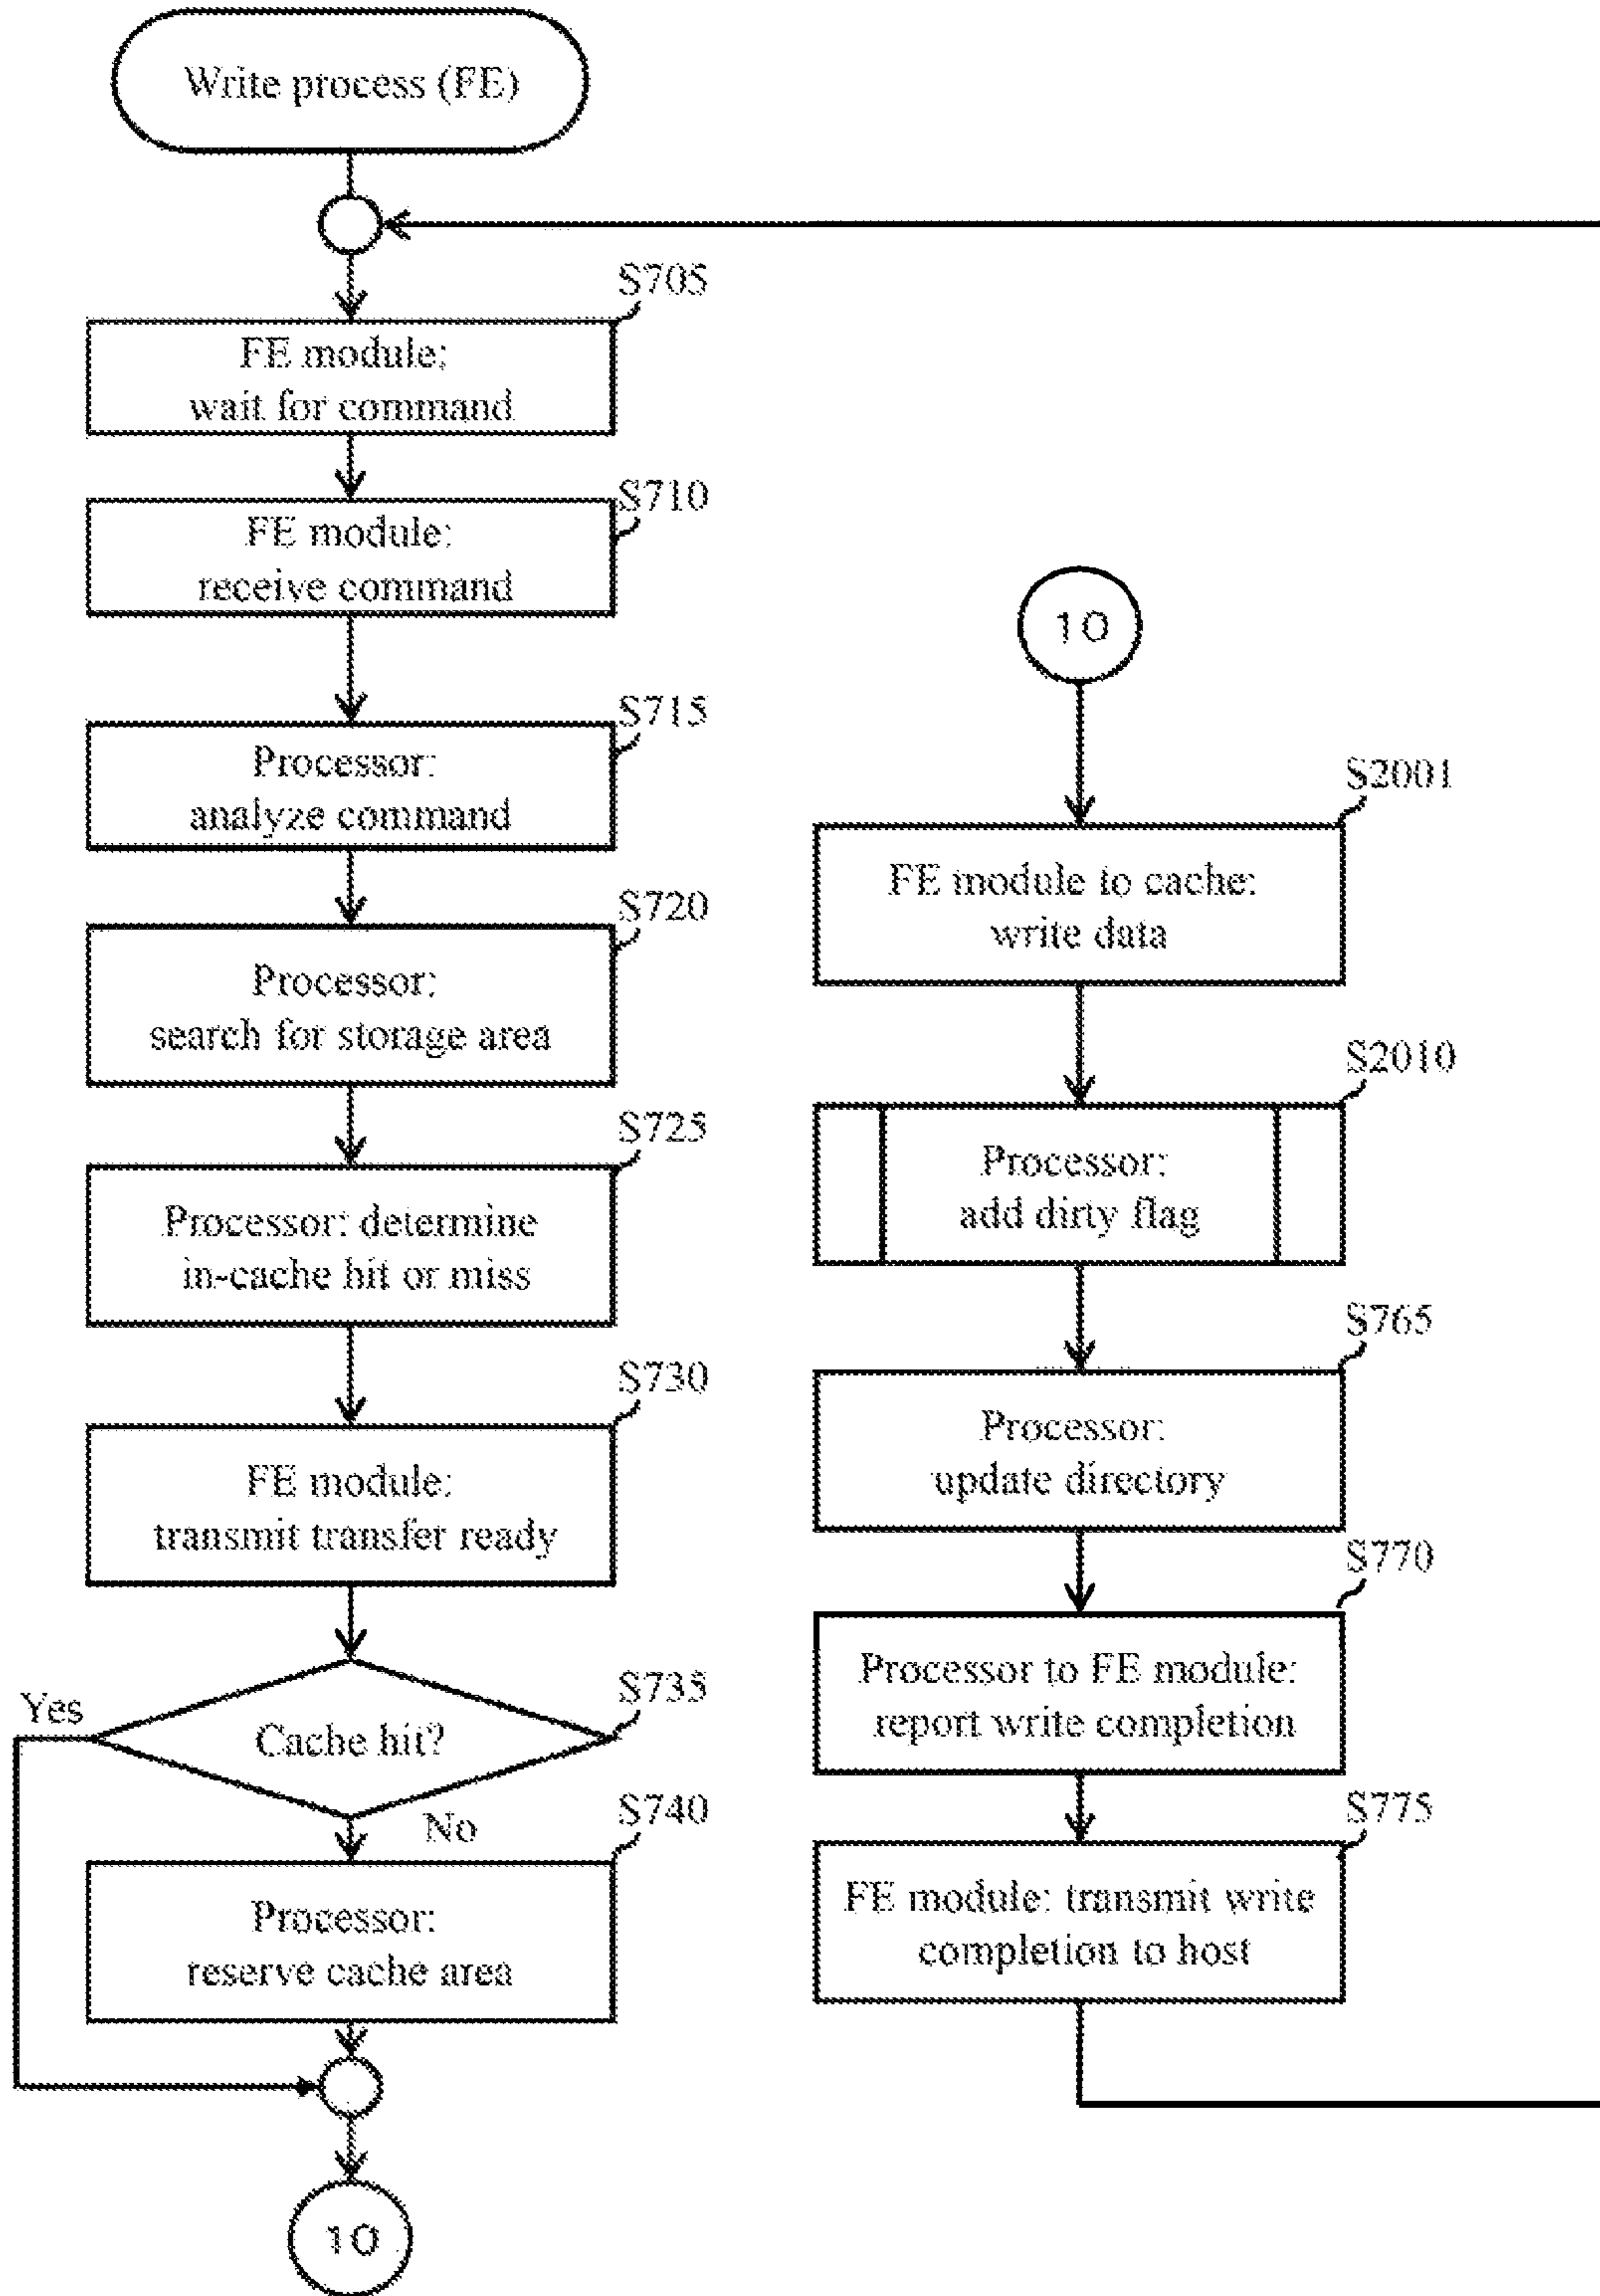 Write process (FE)
S705
FE module:
wait for command
S710
FE module:
receive command
S715
Processor:
analyze command
S720
Processor:
search for storage area
S725
Processor: determine
in-cache hit or miss
S730
FE module:
transmit transfer ready
S735
Yes
Cache hit?
No
S740
Processor:
reserve cache area
10
10
S2001
FE module to cache:
write data
S2010
Processor:
add dirty flag
S765
Processor:
update directory
S770
Processor to FE module:
report write completion
S775
FE module: transmit write
completion to host